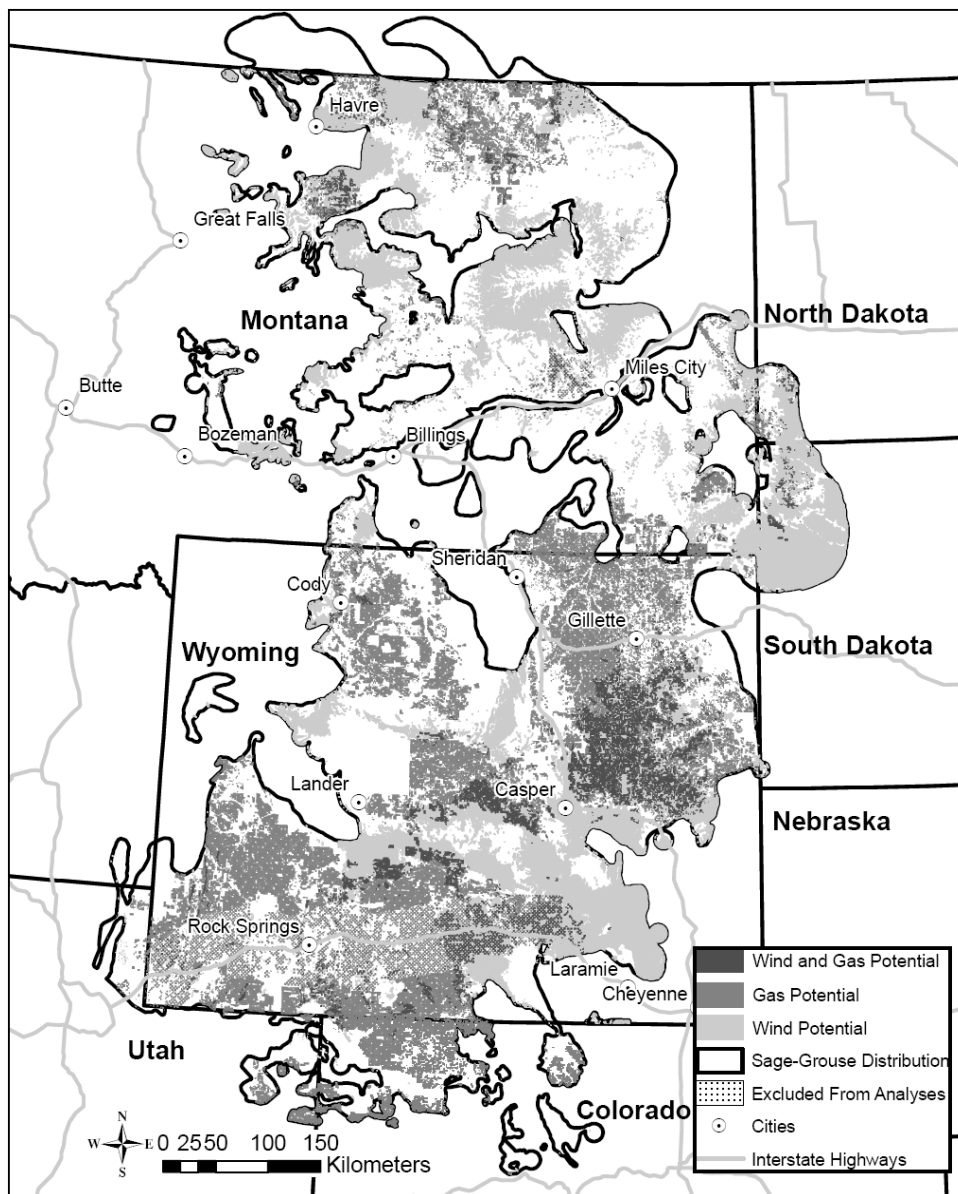 Havre
Great Falls
Montana
North Dakota
Butte
Miles City
Bozeman
Billings
Sheridan
Cody
Gillette
Wyoming
South Dakota
Lander
Casper
Nebraska
Rock Springs
Laramie
Cheyenne
Utah
Colorado
N
W E
S
0 25 50 100 150
Kilometers
Wind and Gas Potential
Gas Potential
Wind Potential
Sage-Grouse Distribution
Excluded From Analyses
Cities
Interstate Highways